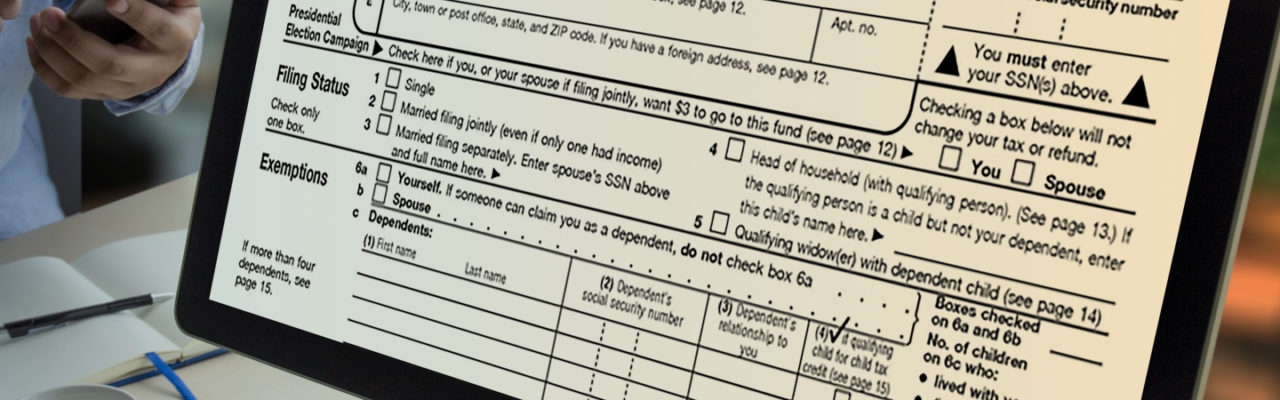 see page 12.
security number
City, town or post office, state, and ZIP code. If you have a foreign address, see page 12.
Apt. no.
You must enter
your SSN(s) above.
Presidential
Election Campaign
Check here if you, or your spouse if filing jointly, want $3 to go to this fund (see page 12)
Checking a box below will not
change your tax or refund.
You
Spouse
Filing Status
Check only
one box.
1 Single
2 Married filing jointly (even if only one had income)
3 Married filing separately. Enter spouse's SSN above
and full name here.
4 Head of household (with qualifying person). (See page 13.) If
the qualifying person is a child but not your dependent, enter
this child's name here.
5 Qualifying widow(er) with dependent child (see page 14)
Exemptions
6a Yourself. If someone can claim you as a dependent, do not check box 6a
b Spouse
c Dependents:
(1) First name
Last name
(2) Dependent's
social security number
(3) Dependent's
relationship to
you
(4) ✓ if qualifying
child for child tax
credit (see page 15)
If more than four
dependents, see
page 15.
Boxes checked
on 6a and 6b
No. of children
on 6c who:
• lived with